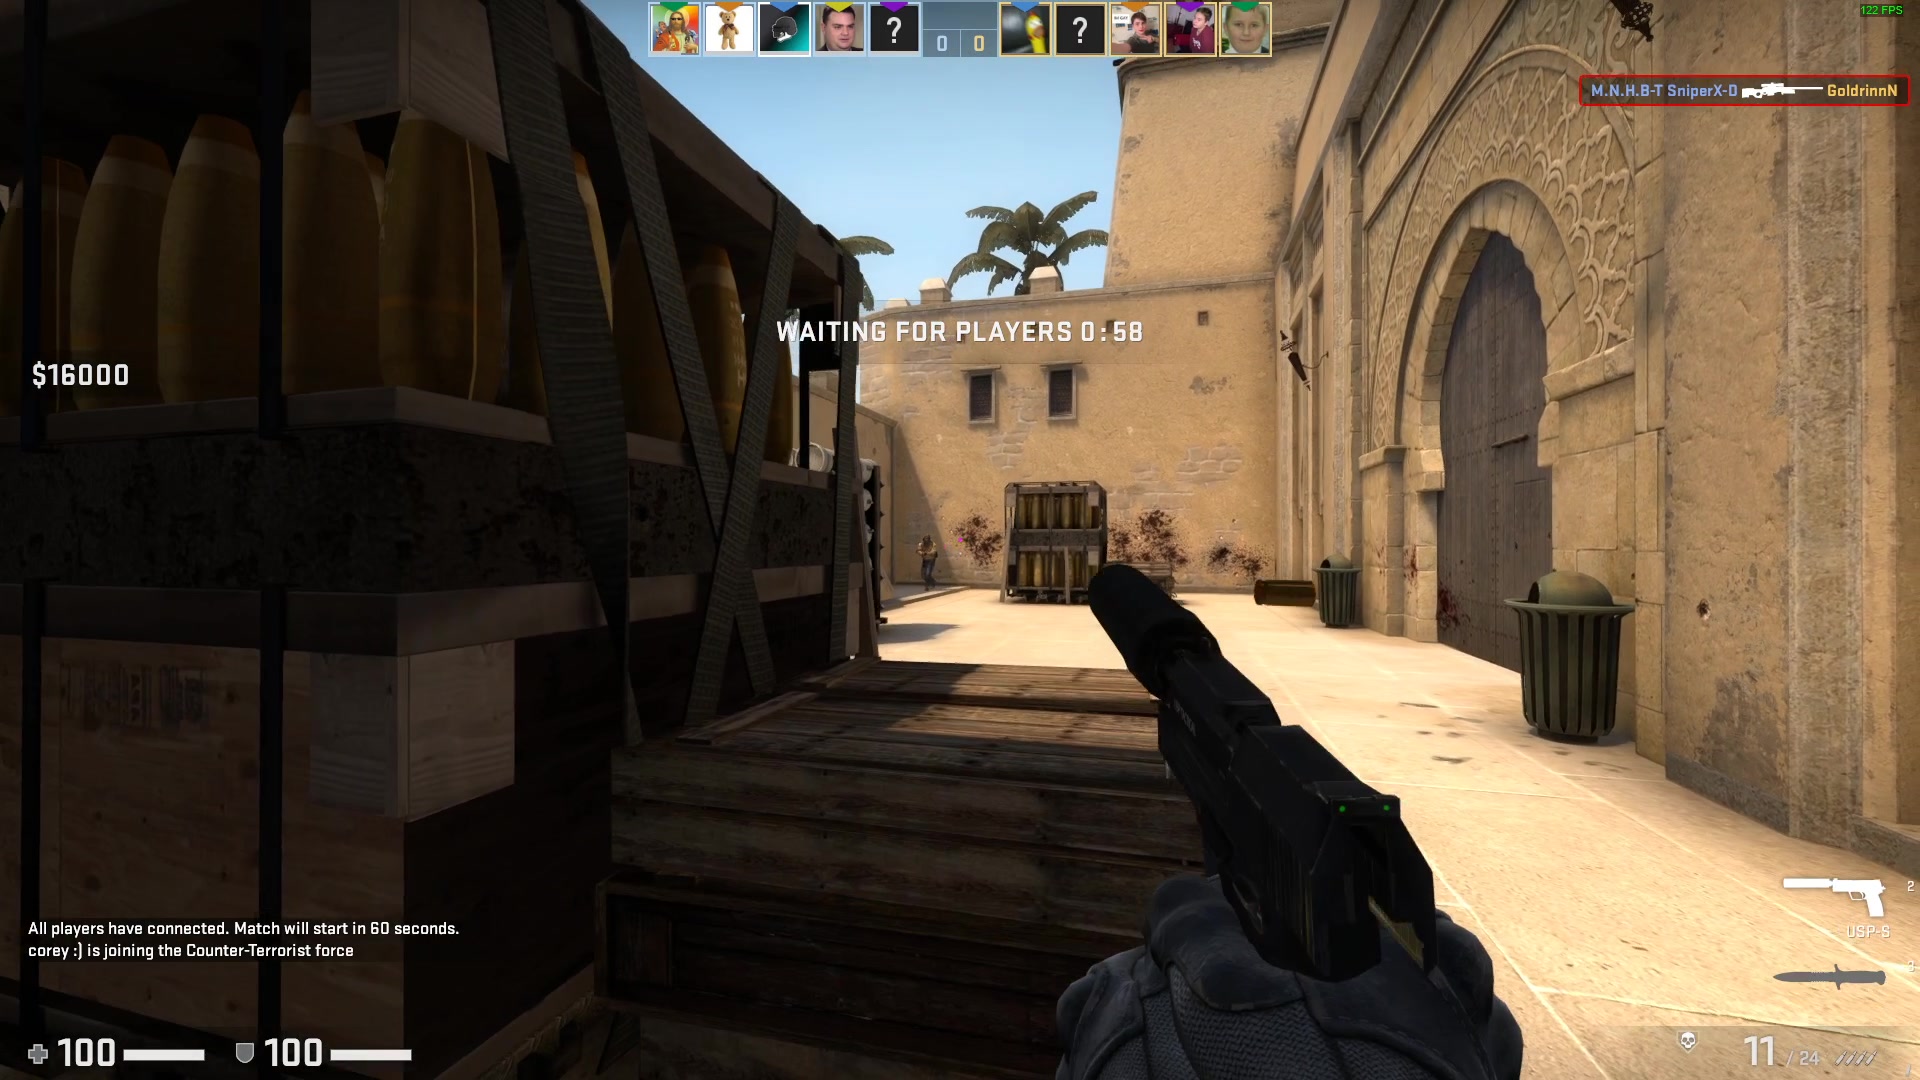 122 FPS
? 0 0 ?
M.N.H.B-T SniperX-D GoldrinnN
WAITING FOR PLAYERS 0:58
$16000
2
USP-S
3
All players have connected. Match will start in 60 seconds.
corey :) is joining the Counter-Terrorist force
100 100
11 / 24